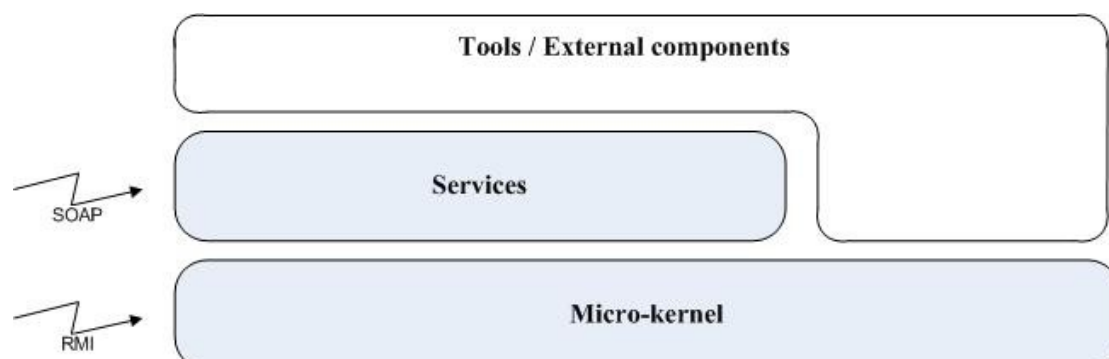 Tools / External components
Services
SOAP
Micro-kernel
RMI